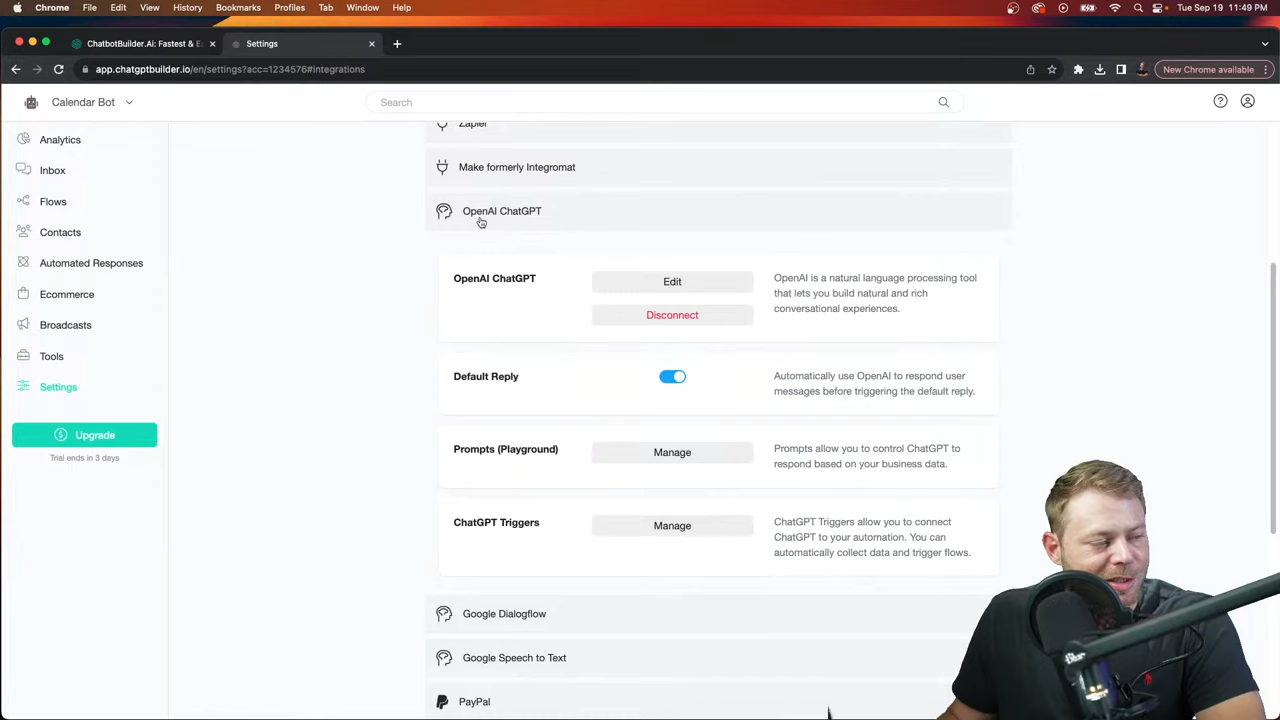 Chrome File Edit View History Bookmarks Profiles Tab Window Help Tue Sep 19 11:49 PM
ChatbotBuilder.Ai: Fastest & E Settings
app.chatgptbuilder.io/en/settings?acc=1234576#integrations New Chrome available
Calendar Bot Search
Analytics
Inbox
Flows
Contacts
Automated Responses
Ecommerce
Broadcasts
Tools
Settings
Upgrade
Trial ends in 3 days
Zapier
Make formerly Integromat
OpenAI ChatGPT
OpenAI ChatGPT
Edit
Disconnect
OpenAI is a natural language processing tool
that lets you build natural and rich
conversational experiences.
Default Reply
Automatically use OpenAI to respond user
messages before triggering the default reply.
Prompts (Playground)
Manage
Prompts allow you to control ChatGPT to
respond based on your business data.
ChatGPT Triggers
Manage
ChatGPT Triggers allow you to connect
ChatGPT to your automation. You can
automatically collect data and trigger flows.
Google Dialogflow
Google Speech to Text
PayPal